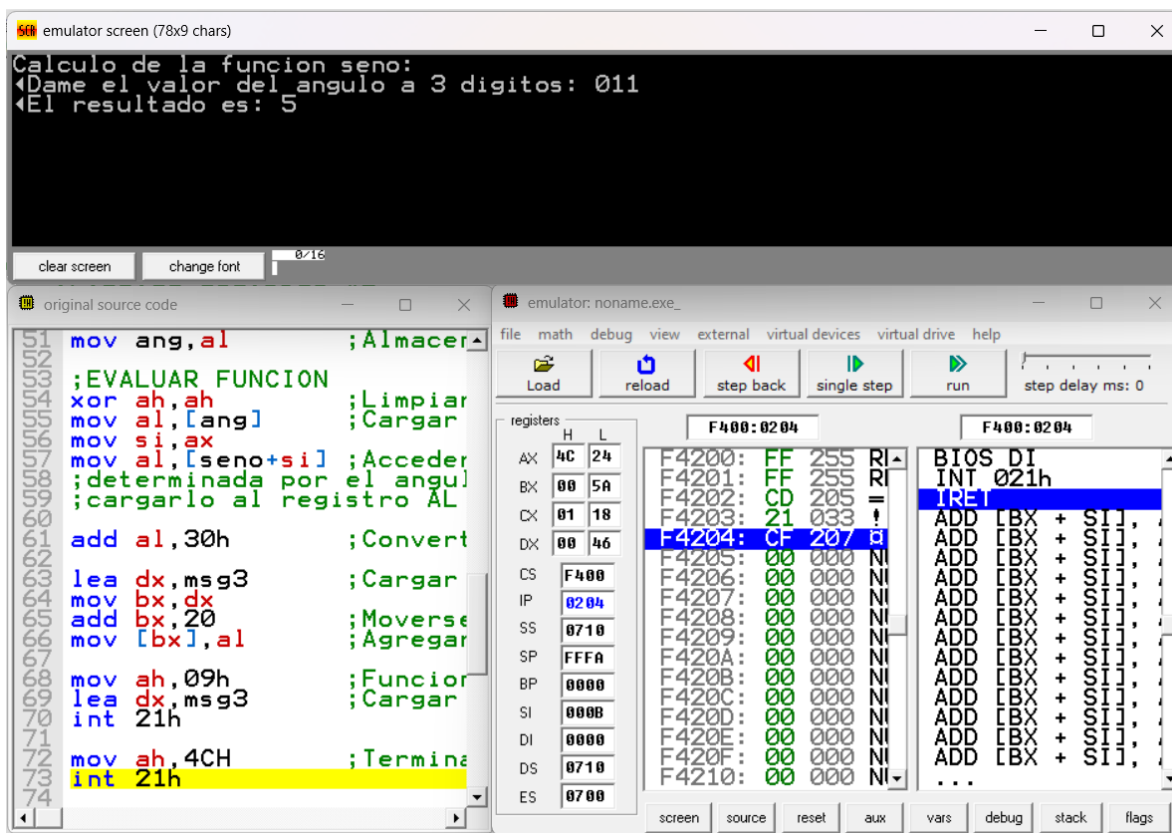 emulator screen (78x9 chars)
Calculo de la funcion seno:
◄Dame el valor del angulo a 3 digitos: 011
◄El resultado es: 5
clear screen
change font
0/16
original source code
51 mov ang,al ;Almacer
52
53 ;EVALUAR FUNCION
54 xor ah,ah ;Limpiar
55 mov al,[ang] ;Cargar
56 mov si,ax
57 mov al,[seno+si] ;Acceder
58 ;determinada por el angul
59 ;cargarlo al registro AL
60
61 add al,30h ;Convert
62
63 lea dx,msg3 ;Cargar
64 mov bx,dx
65 add bx,20 ;Moverse
66 mov [bx],al ;Agregar
67
68 mov ah,09h ;Funcior
69 lea dx,msg3 ;Cargar
70 int 21h
71
72 mov ah,4CH ;Termina
73 int 21h
74
emulator: noname.exe_
file math debug view external virtual devices virtual drive help
Load
reload
step back
single step
run
step delay ms: 0
registers
H L
AX 4C 24
BX 00 5A
CX 01 18
DX 00 46
CS F400
IP 0204
SS 0710
SP FFFA
BP 0000
SI 000B
DI 0000
DS 0710
ES 0700
F400:0204
F4200: FF 255
F4201: FF 255
F4202: CD 205 =
F4203: 21 033 !
F4204: CF 207 ¤
F4205: 00 000
F4206: 00 000
F4207: 00 000
F4208: 00 000
F4209: 00 000
F420A: 00 000
F420B: 00 000
F420C: 00 000
F420D: 00 000
F420E: 00 000
F420F: 00 000
F4210: 00 000
F400:0204
BIOS DI
INT 021h
IRET
ADD [BX + SI],
ADD [BX + SI],
ADD [BX + SI],
ADD [BX + SI],
ADD [BX + SI],
ADD [BX + SI],
ADD [BX + SI],
ADD [BX + SI],
ADD [BX + SI],
ADD [BX + SI],
ADD [BX + SI],
ADD [BX + SI],
ADD [BX + SI],
...
screen
source
reset
aux
vars
debug
stack
flags